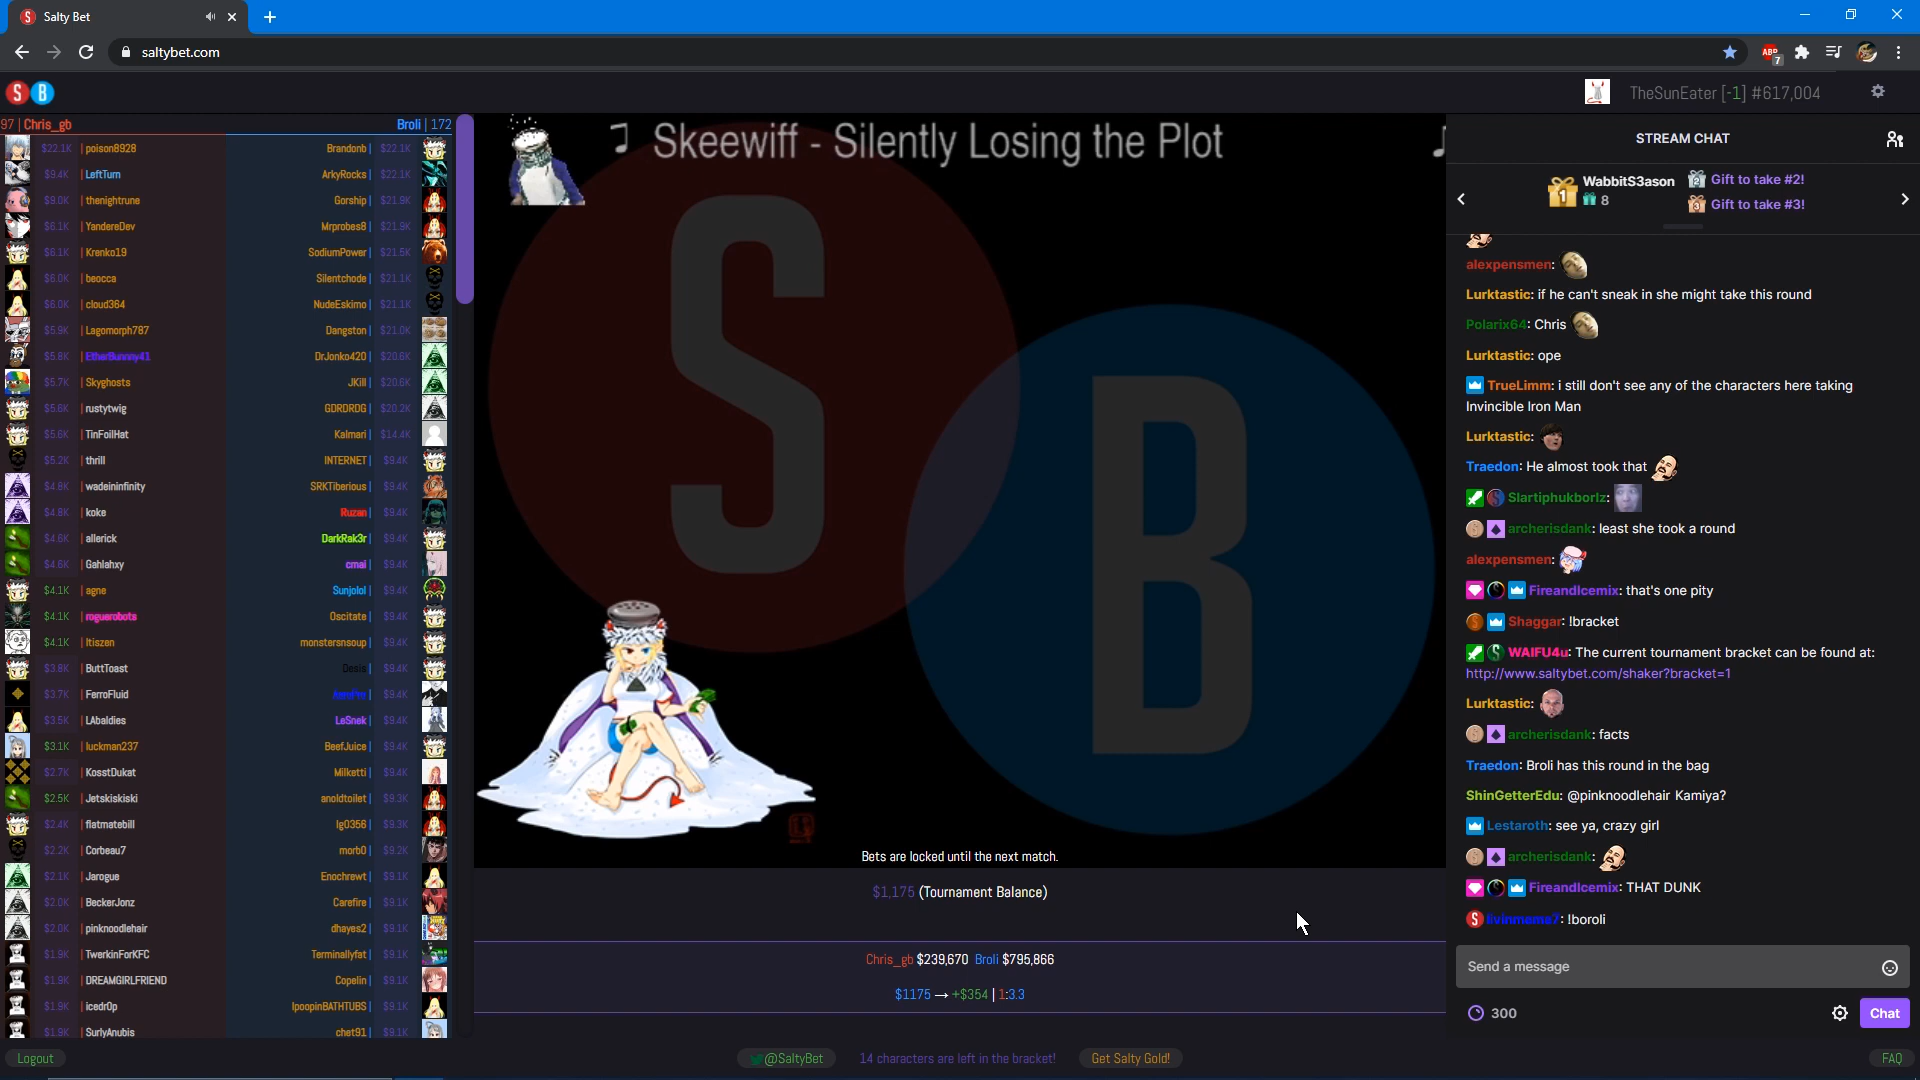 Salty Bet
saltybet.com
ABP
7
S B
TheSunEater [-1] #617,004
97 | Chris_gb
Broli | 172
$22.1K | poison8928
Brandonb | $22.1K
$9.4K | LeftTurn
ArkyRocks | $22.1K
$9.0K | thenightrune
Gorship | $21.9K
$6.1K | YandereDev
Mrprobes8 | $21.9K
$6.1K | Krenko19
SodiumPower | $21.5K
$6.0K | beocca
Silentchode | $21.1K
$6.0K | cloud364
NudeEskimo | $21.1K
$5.9K | Lagomorph787
Dangston | $21.0K
$5.8K | EtherBunnny41
DrJonko420 | $20.6K
$5.7K | Skyghosts
JKill | $20.6K
$5.6K | rustytwig
GDRDRDG | $20.2K
$5.6K | TinFoilHat
Kalmari | $14.4K
$5.2K | thrill
INTERNET | $9.4K
$4.8K | wadeininfinity
SRKTiberious | $9.4K
$4.8K | koke
Ruzan | $9.4K
$4.6K | allerick
DarkRak3r | $9.4K
$4.6K | Gahlahxy
cmai | $9.4K
$4.1K | agne
Sunjolol | $9.4K
$4.1K | roguerobots
Oscitate | $9.4K
$4.1K | Itiszen
monstersnsoup | $9.4K
$3.8K | ButtToast
Desis | $9.4K
$3.7K | FerroFluid
| $9.4K
$3.5K | LAbaldies
LeSnek | $9.4K
$3.1K | luckman237
BeefJuice | $9.4K
$2.7K | KosstDukat
Milketti | $9.4K
$2.5K | Jetskiskiski
anoldtoilet | $9.3K
$2.4K | flatmatebill
lg0356 | $9.3K
$2.2K | Corbeau7
morb0 | $9.2K
$2.1K | Jarogue
Enochrewt | $9.1K
$2.0K | BeckerJonz
Carefire | $9.1K
$2.0K | pinknoodlehair
dhayes2 | $9.1K
$1.9K | TwerkinForKFC
Terminallyfat | $9.1K
$1.9K | DREAMGIRLFRIEND
Copelin | $9.1K
$1.9K | icedr0p
IpoopinBATHTUBS | $9.1K
$1.9K | SurlyAnubis
chet91 | $9.1K
♫ Skeewiff - Silently Losing the Plot ♫
S
B
Bets are locked until the next match.
$1,175 (Tournament Balance)
Chris_gb $239,670 Broli $795,866
$1175 → +$354 | 1:3.3
STREAM CHAT
1 WabbitS3ason
8
2 Gift to take #2!
3 Gift to take #3!
alexpensmen:
Lurktastic: if he can't sneak in she might take this round
Polarix64: Chris
Lurktastic: ope
TrueLimm: i still don't see any of the characters here taking
Invincible Iron Man
Lurktastic:
Traedon: He almost took that
Slartiphukborlz:
archerisdank: least she took a round
alexpensmen:
FireandIcemix: that's one pity
Shaggar: !bracket
WAIFU4u: The current tournament bracket can be found at:
http://www.saltybet.com/shaker?bracket=1
Lurktastic:
archerisdank: facts
Traedon: Broli has this round in the bag
ShinGetterEdu: @pinknoodlehair Kamiya?
Lestaroth: see ya, crazy girl
archerisdank:
FireandIcemix: THAT DUNK
livinmame7: !boroli
Send a message
300
Chat
Logout
@SaltyBet
14 characters are left in the bracket!
Get Salty Gold!
FAQ